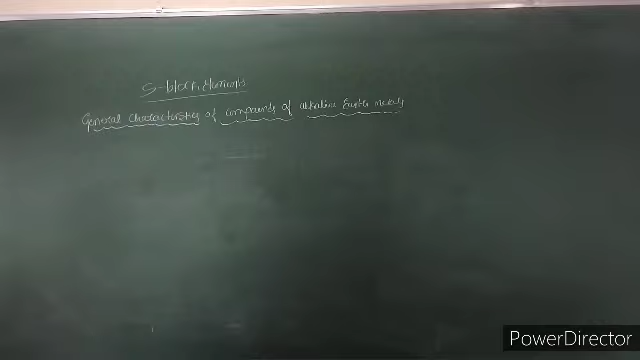 S-block Elements
General characteristics of compounds of alkaline Earth metals
PowerDirector